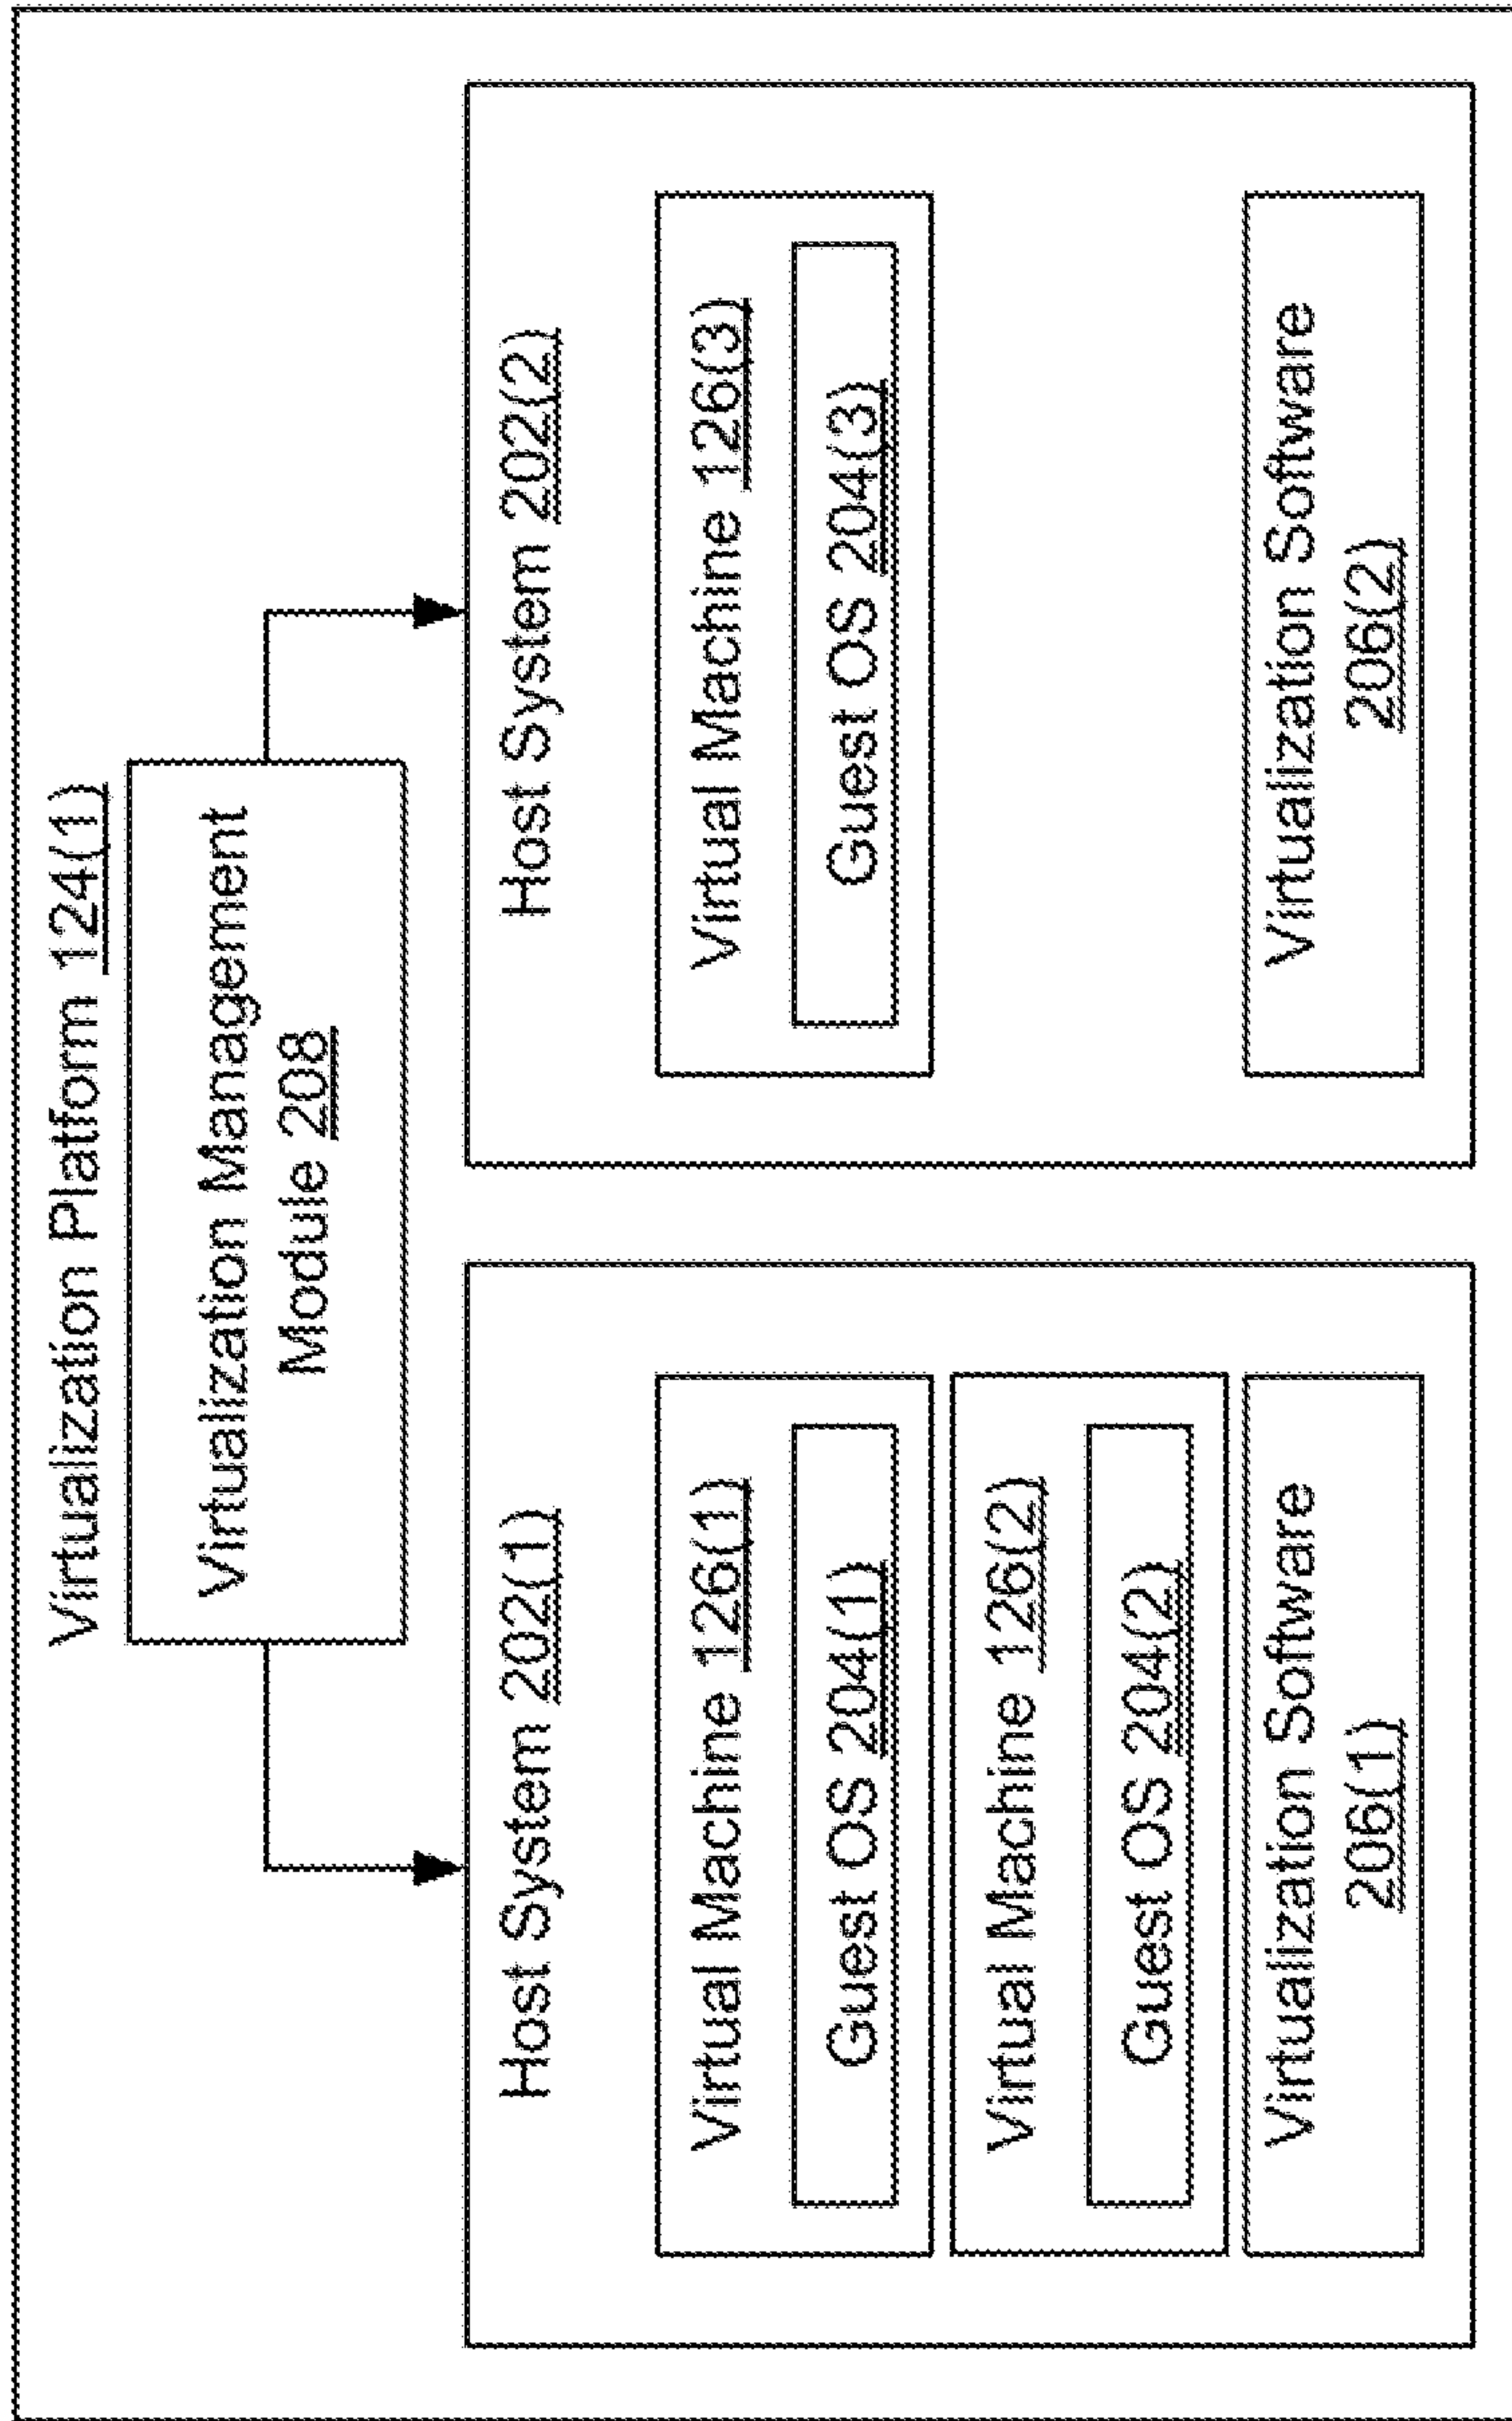 Virtualization Platform 124(1)
Virtualization Management
Module 208
Host System 202(1)
Virtual Machine 126(1)
Guest OS 204(1)
Virtual Machine 126(2)
Guest OS 204(2)
Virtualization Software
206(1)
Host System 202(2)
Virtual Machine 126(3)
Guest OS 204(3)
Virtualization Software
206(2)